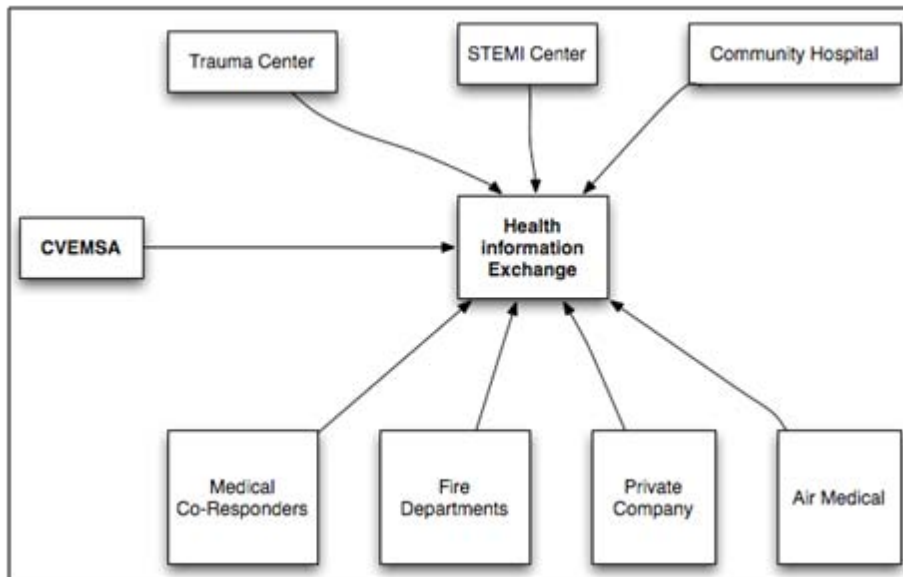 Trauma Center
STEMI Center
Community Hospital
CVEMSA
Health
information
Exchange
Medical
Co-Responders
Fire
Departments
Private
Company
Air Medical